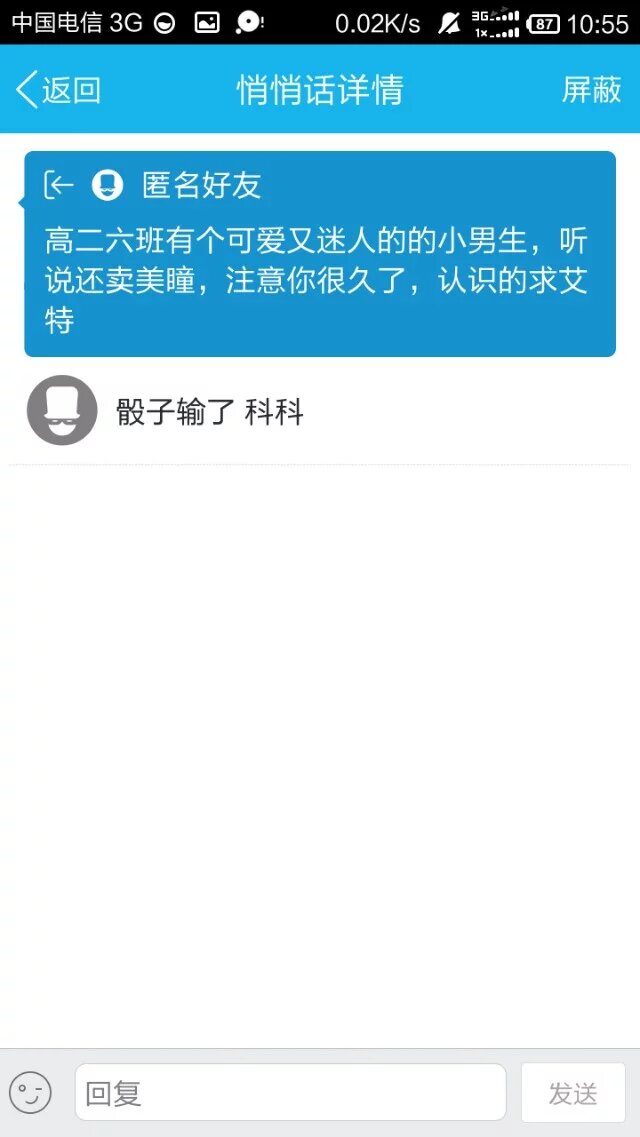 中国电信 3G 0.02K/s 3G 1x 87 10:55
返回 悄悄话详情 屏蔽
匿名好友
高二六班有个可爱又迷人的的小男生，听
说还卖美瞳，注意你很久了，认识的求艾
特
骰子输了 科科
回复 发送